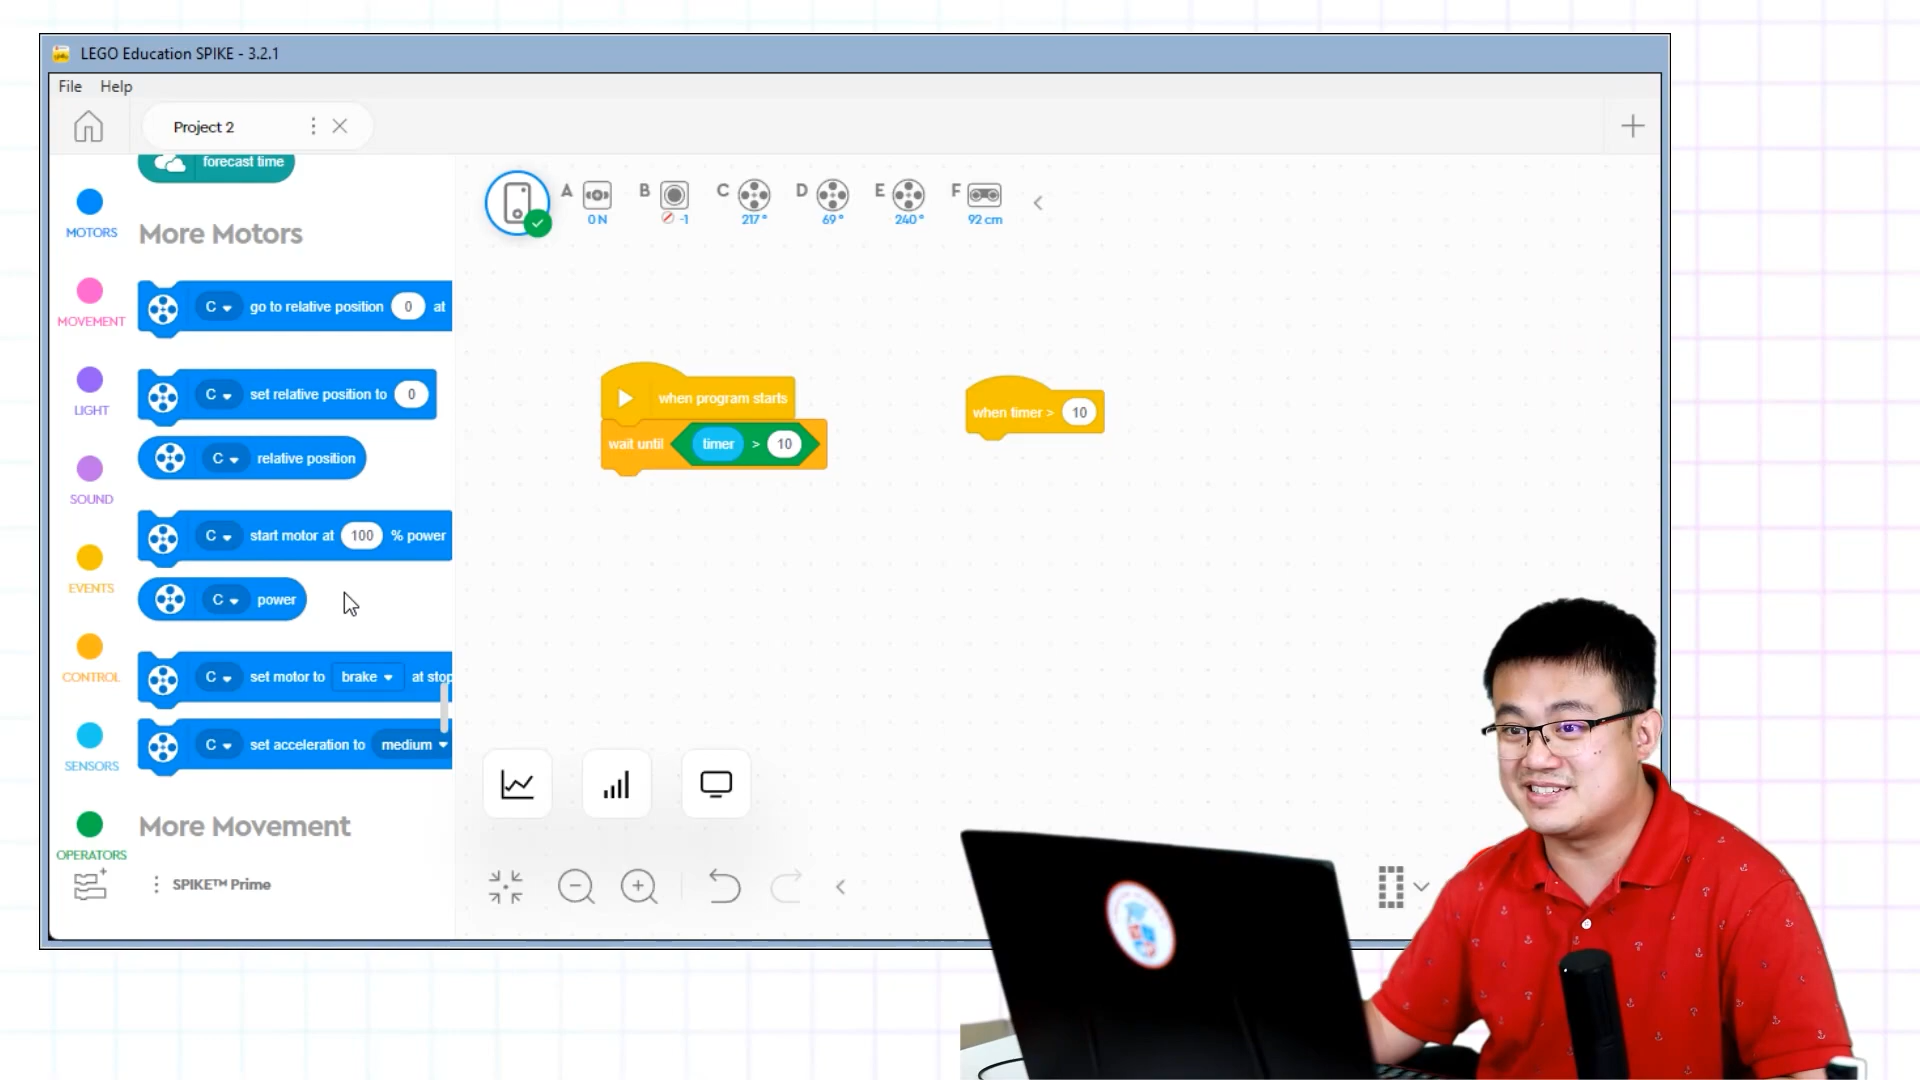 LEGO Education SPIKE - 3.2.1
File Help
Project 2
forecast time
A B C D E F
0 N -1 217° 69° 240° 92 cm
MOTORS
MOVEMENT
LIGHT
SOUND
EVENTS
CONTROL
SENSORS
OPERATORS
More Motors
C go to relative position 0 at
C set relative position to 0
C relative position
C start motor at 100 % power
C power
C set motor to brake at stop
C set acceleration to medium
More Movement
SPIKE™ Prime
when program starts
wait until timer > 10
when timer > 10